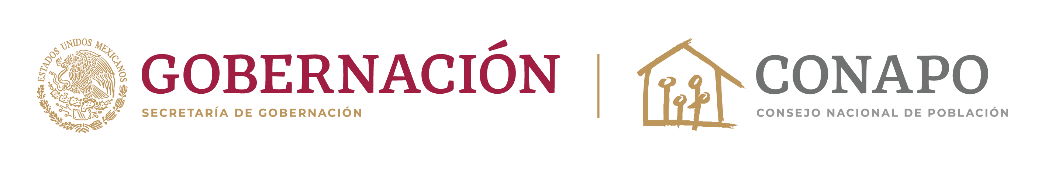 ESTADOS UNIDOS MEXICANOS
GOBERNACIÓN
SECRETARÍA DE GOBERNACIÓN
CONAPO
CONSEJO NACIONAL DE POBLACIÓN